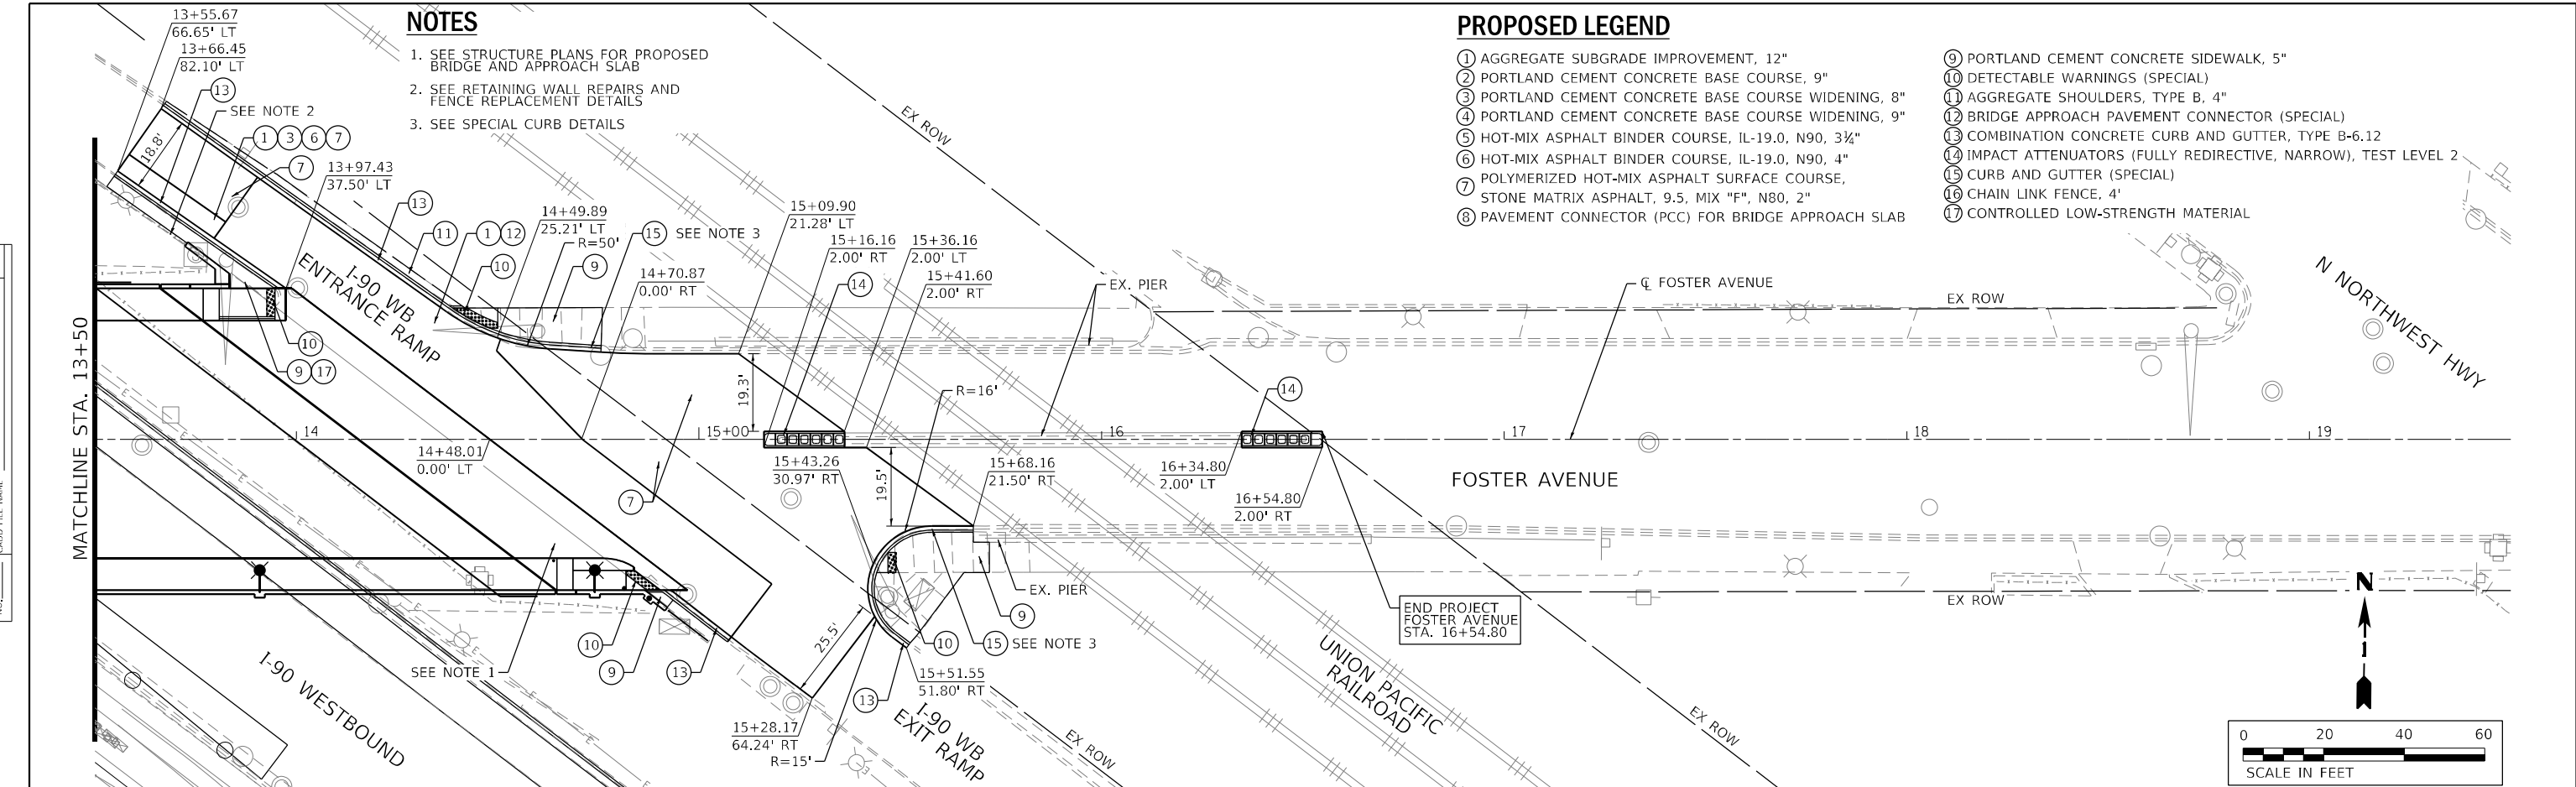 NOTES
1. SEE STRUCTURE PLANS FOR PROPOSED
BRIDGE AND APPROACH SLAB
2. SEE RETAINING WALL REPAIRS AND
FENCE REPLACEMENT DETAILS
3. SEE SPECIAL CURB DETAILS
PROPOSED LEGEND
1 AGGREGATE SUBGRADE IMPROVEMENT, 12"
2 PORTLAND CEMENT CONCRETE BASE COURSE, 9"
3 PORTLAND CEMENT CONCRETE BASE COURSE WIDENING, 8"
4 PORTLAND CEMENT CONCRETE BASE COURSE WIDENING, 9"
5 HOT-MIX ASPHALT BINDER COURSE, IL-19.0, N90, 3¾"
6 HOT-MIX ASPHALT BINDER COURSE, IL-19.0, N90, 4"
7 POLYMERIZED HOT-MIX ASPHALT SURFACE COURSE,
STONE MATRIX ASPHALT, 9.5, MIX "F", N80, 2"
8 PAVEMENT CONNECTOR (PCC) FOR BRIDGE APPROACH SLAB
9 PORTLAND CEMENT CONCRETE SIDEWALK, 5"
10 DETECTABLE WARNINGS (SPECIAL)
11 AGGREGATE SHOULDERS, TYPE B, 4"
12 BRIDGE APPROACH PAVEMENT CONNECTOR (SPECIAL)
13 COMBINATION CONCRETE CURB AND GUTTER, TYPE B-6.12
14 IMPACT ATTENUATORS (FULLY REDIRECTIVE, NARROW), TEST LEVEL 2
15 CURB AND GUTTER (SPECIAL)
16 CHAIN LINK FENCE, 4'
17 CONTROLLED LOW-STRENGTH MATERIAL
13+55.67
66.65' LT
13+66.45
82.10' LT
13
SEE NOTE 2
1 3 6 7
7
18.8'
13+97.43
37.50' LT
13
11
1 12
10
14+49.89
25.21' LT
R=50'
9
15 SEE NOTE 3
14+70.87
0.00' RT
15+09.90
21.28' LT
15+16.16
2.00' RT
15+36.16
2.00' LT
15+41.60
2.00' RT
14
EX ROW
EX. PIER
℄ FOSTER AVENUE
EX ROW
N NORTHWEST HWY
I-90 WB
ENTRANCE RAMP
10
9 17
MATCHLINE STA. 13+50
19.3'
R=16'
14
14
15+00
16
17
18
19
14+48.01
0.00' LT
7
15+43.26
30.97' RT
19.5'
15+68.16
21.50' RT
16+34.80
2.00' LT
16+54.80
2.00' RT
FOSTER AVENUE
EX. PIER
9
10
15 SEE NOTE 3
END PROJECT
FOSTER AVENUE
STA. 16+54.80
EX ROW
N
SEE NOTE 1
10
9
13
25.5'
13
15+51.55
51.80' RT
15+28.17
64.24' RT
R=15'
I-90 WESTBOUND
I-90 WB
EXIT RAMP
EX ROW
UNION PACIFIC
RAILROAD
EX ROW
0 20 40 60
SCALE IN FEET